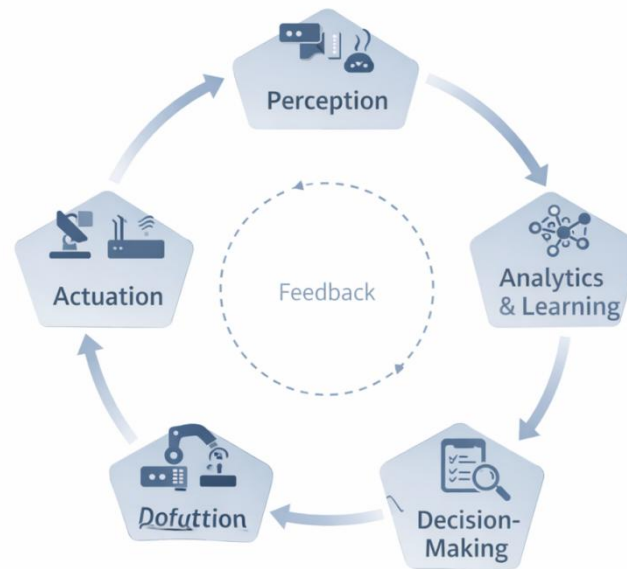 Perception
Analytics
& Learning
Decision-
Making
Dofuttion
Actuation
Feedback